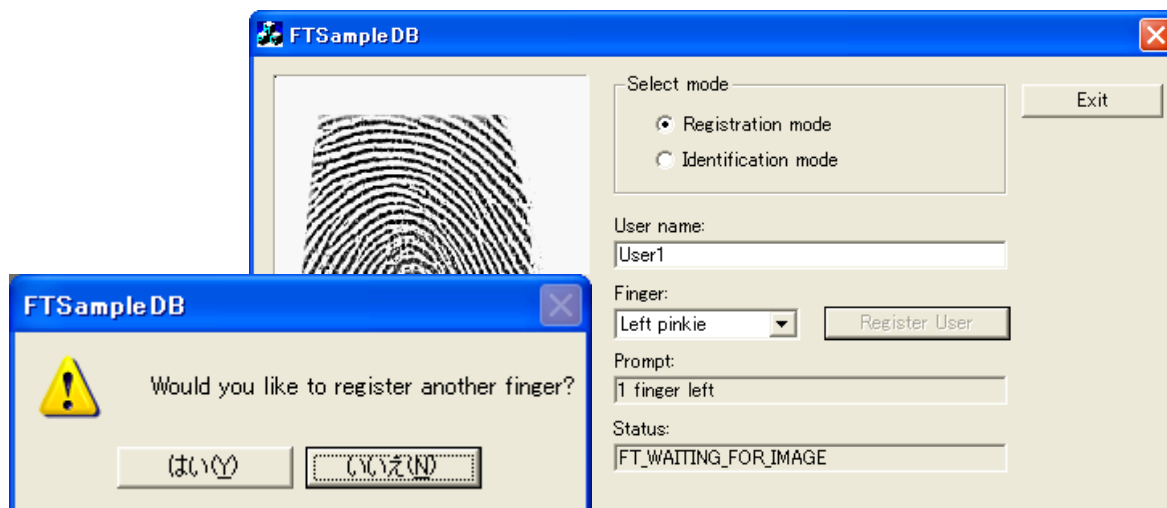 FTSampleDB
Select mode
Registration mode
Identification mode
Exit
User name:
User1
Finger:
Left pinkie
Register User
Prompt:
1 finger left
Status:
FT_WAITING_FOR_IMAGE
FTSampleDB
Would you like to register another finger?
はい(Y)
いいえ(N)